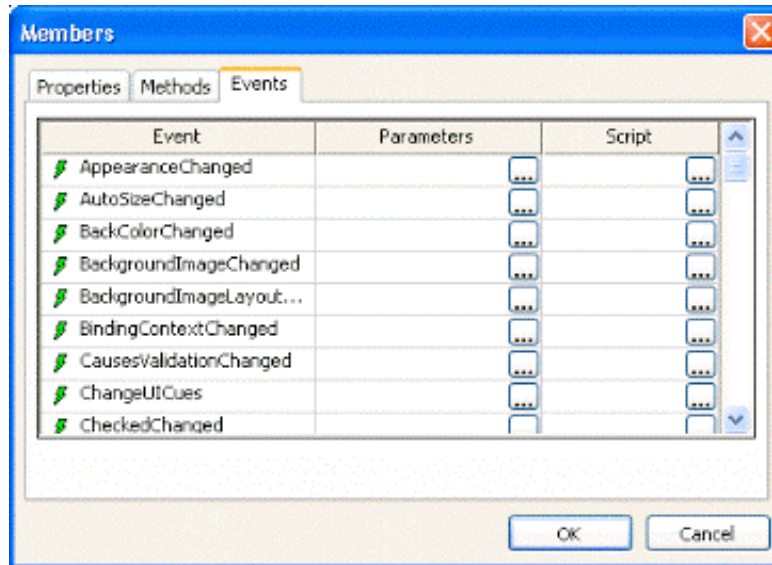 Members
Properties Methods Events
Event Parameters Script
AppearanceChanged ... ...
AutoSizeChanged ... ...
BackColorChanged ... ...
BackgroundImageChanged ... ...
BackgroundImageLayout... ... ...
BindingContextChanged ... ...
CausesValidationChanged ... ...
ChangeUICues ... ...
CheckedChanged
OK Cancel